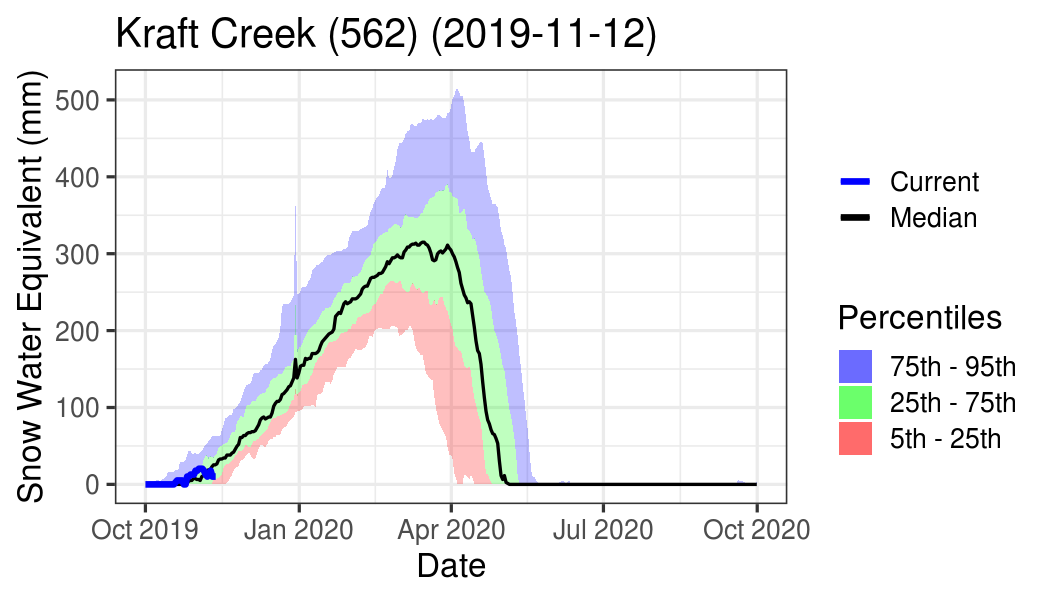 Kraft Creek (562) (2019-11-12)
Snow Water Equivalent (mm)
500
400
300
200
100
0
Oct 2019
Jan 2020
Apr 2020
Jul 2020
Oct 2020
Date
Current
Median
Percentiles
75th - 95th
25th - 75th
5th - 25th